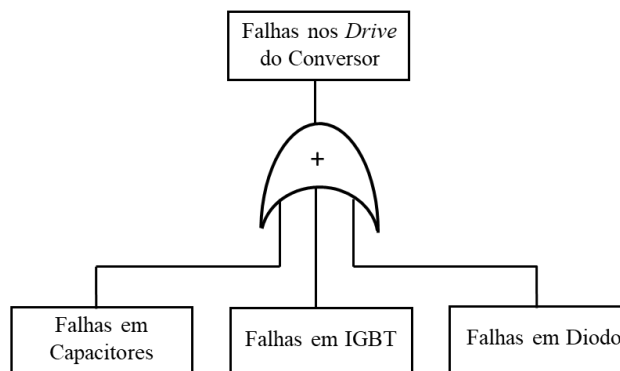 Falhas nos Drive
do Conversor
+
Falhas em
Capacitores
Falhas em IGBT
Falhas em Diodo